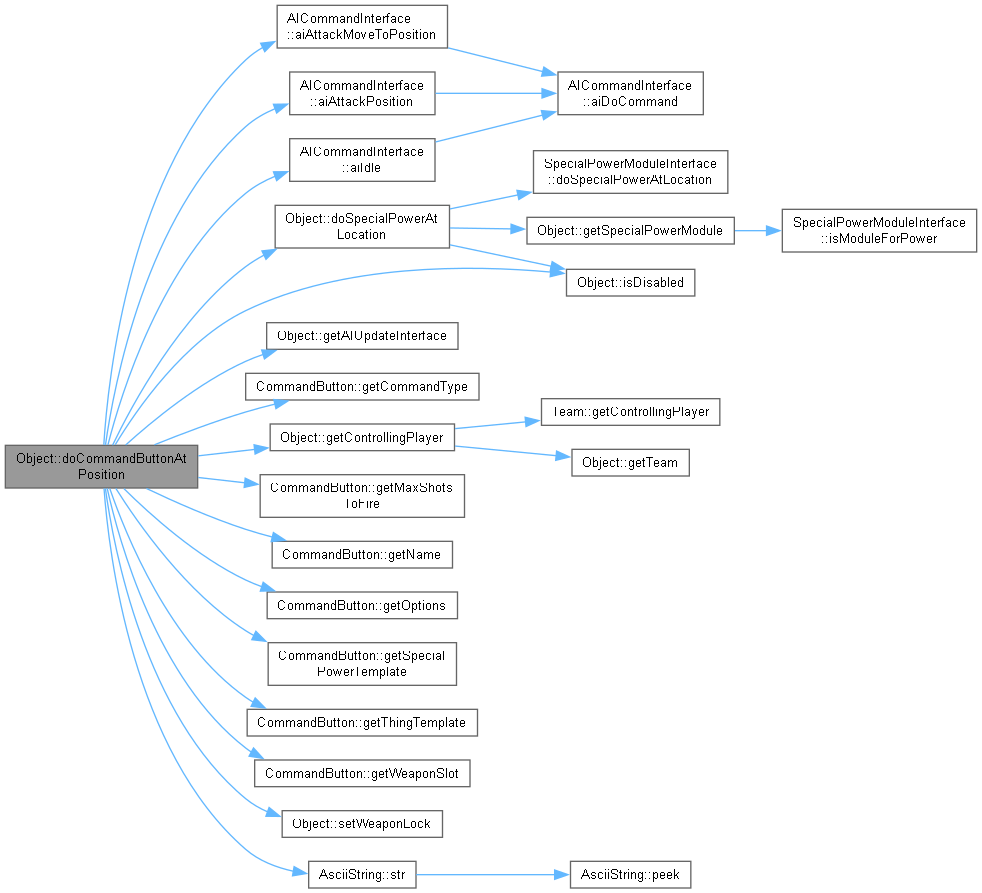 AICommandInterface
::aiAttackMoveToPosition
AICommandInterface
::aiAttackPosition
AICommandInterface
::aiDoCommand
AICommandInterface
::aiIdle
SpecialPowerModuleInterface
::doSpecialPowerAtLocation
Object::doSpecialPowerAt
Location
Object::getSpecialPowerModule
SpecialPowerModuleInterface
::isModuleForPower
Object::isDisabled
Object::getAIUpdateInterface
CommandButton::getCommandType
Object::getControllingPlayer
Team::getControllingPlayer
Object::getTeam
Object::doCommandButtonAt
Position
CommandButton::getMaxShots
ToFire
CommandButton::getName
CommandButton::getOptions
CommandButton::getSpecial
PowerTemplate
CommandButton::getThingTemplate
CommandButton::getWeaponSlot
Object::setWeaponLock
AsciiString::str
AsciiString::peek